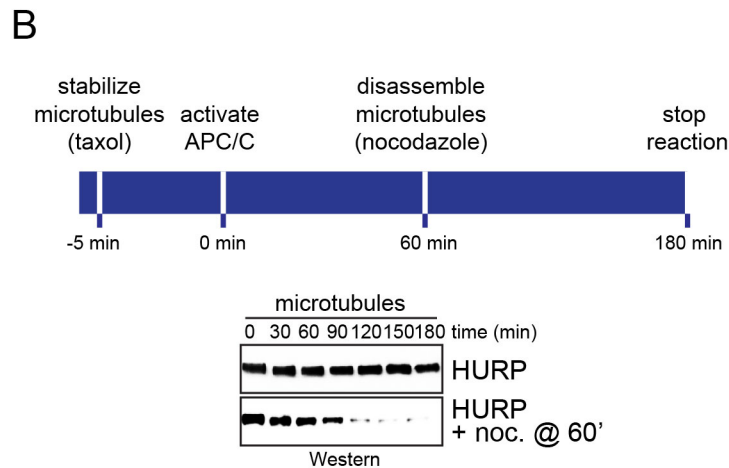 B
stabilize
microtubules
(taxol)
activate
APC/C
disassemble
microtubules
(nocodazole)
stop
reaction
-5 min
0 min
60 min
180 min
microtubules
0 30 60 90 120 150 180 time (min)
HURP
HURP
+ noc. @ 60’
Western